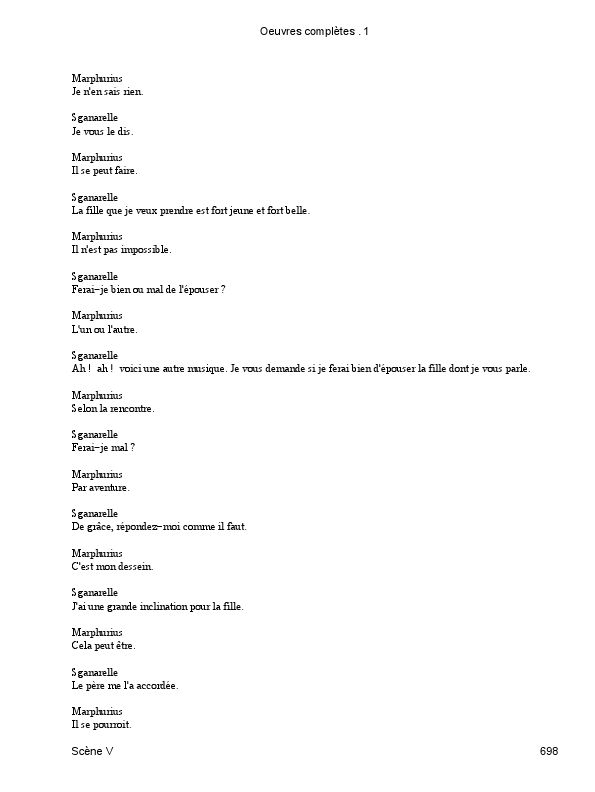 Oeuvres complètes . 1
Marphurius
Je n'en sais rien.
Sganarelle
Je vous le dis.
Marphurius
Il se peut faire.
Sganarelle
La fille que je veux prendre est fort jeune et fort belle.
Marphurius
Il n'est pas impossible.
Sganarelle
Ferai−je bien ou mal de l'épouser ?
Marphurius
L'un ou l'autre.
Sganarelle
Ah ! ah ! voici une autre musique. Je vous demande si je ferai bien d'épouser la fille dont je vous parle.
Marphurius
Selon la rencontre.
Sganarelle
Ferai−je mal ?
Marphurius
Par aventure.
Sganarelle
De grâce, répondez−moi comme il faut.
Marphurius
C'est mon dessein.
Sganarelle
J'ai une grande inclination pour la fille.
Marphurius
Cela peut être.
Sganarelle
Le père me l'a accordée.
Marphurius
Il se pourroit.
Scène V 698